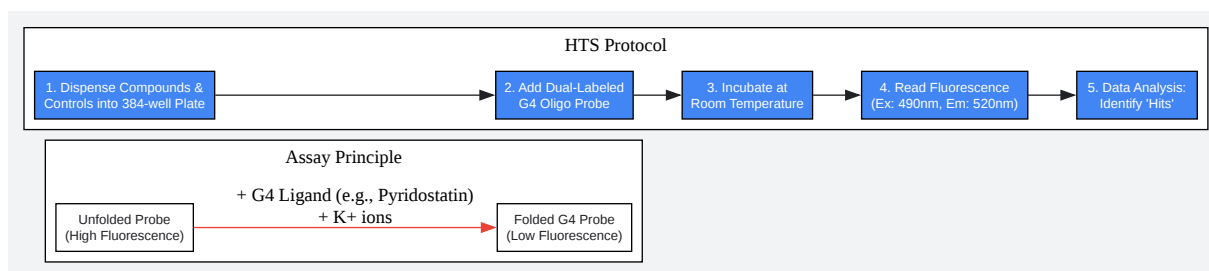 HTS Protocol
1. Dispense Compounds &
Controls into 384-well Plate
2. Add Dual-Labeled
G4 Oligo Probe
3. Incubate at
Room Temperature
4. Read Fluorescence
(Ex: 490nm, Em: 520nm)
5. Data Analysis:
Identify 'Hits'
Assay Principle
Unfolded Probe
(High Fluorescence)
+ G4 Ligand (e.g., Pyridostatin)
+ K+ ions
Folded G4 Probe
(Low Fluorescence)